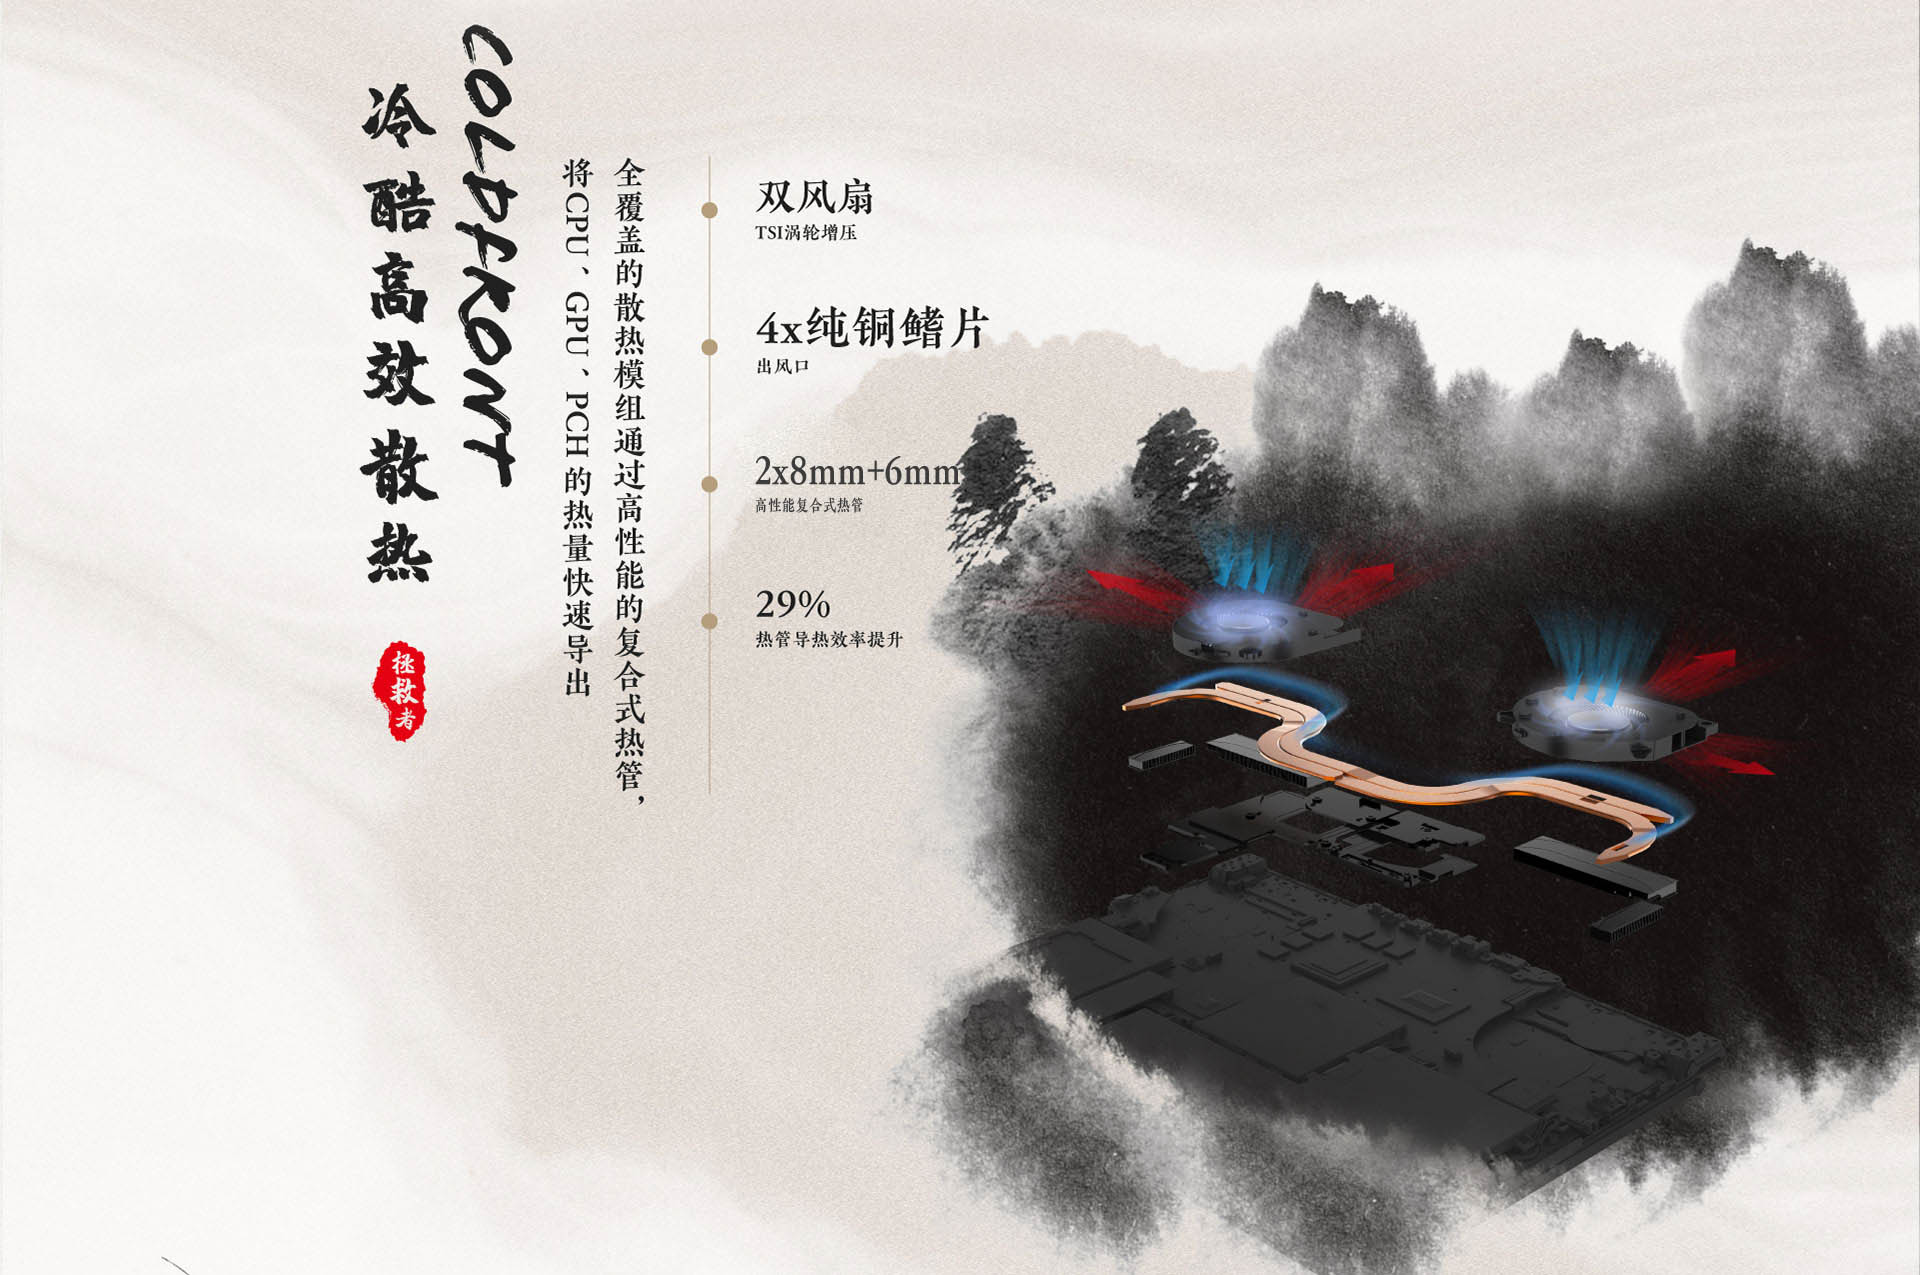 COLDFRONT
冷酷高效散热
拯救者
全覆盖的散热模组通过高性能的复合式热管，
将CPU、GPU、PCH的热量快速导出
双风扇
TSI涡轮增压
4x纯铜鳍片
出风口
2x8mm+6mm
高性能复合式热管
29%
热管导热效率提升